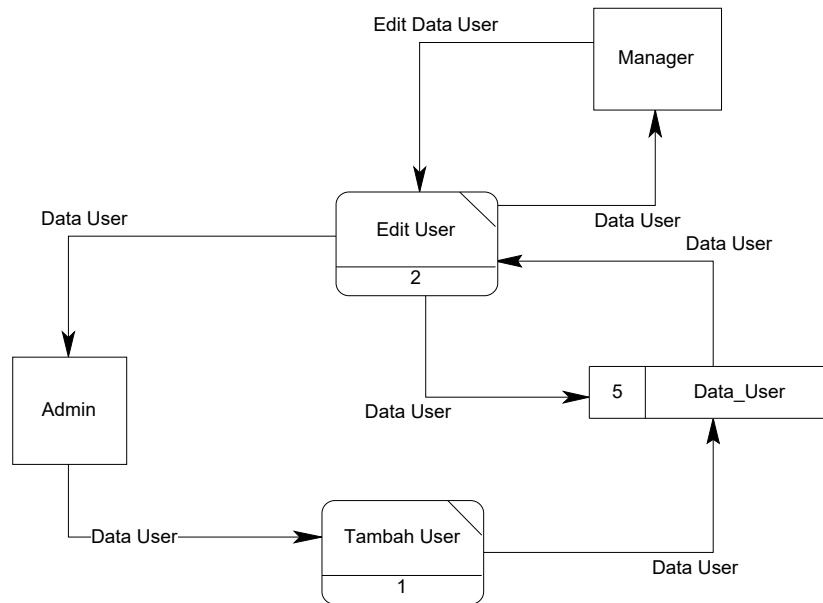 Edit Data User
Manager
Data User
Edit User
Data User
Data User
2
Admin
Data User
5
Data_User
Data User
Tambah User
Data User
1